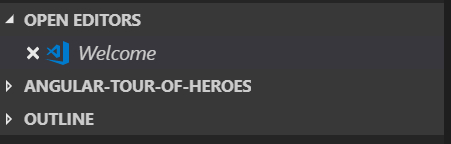 OPEN EDITORS
Welcome
ANGULAR-TOUR-OF-HEROES
OUTLINE